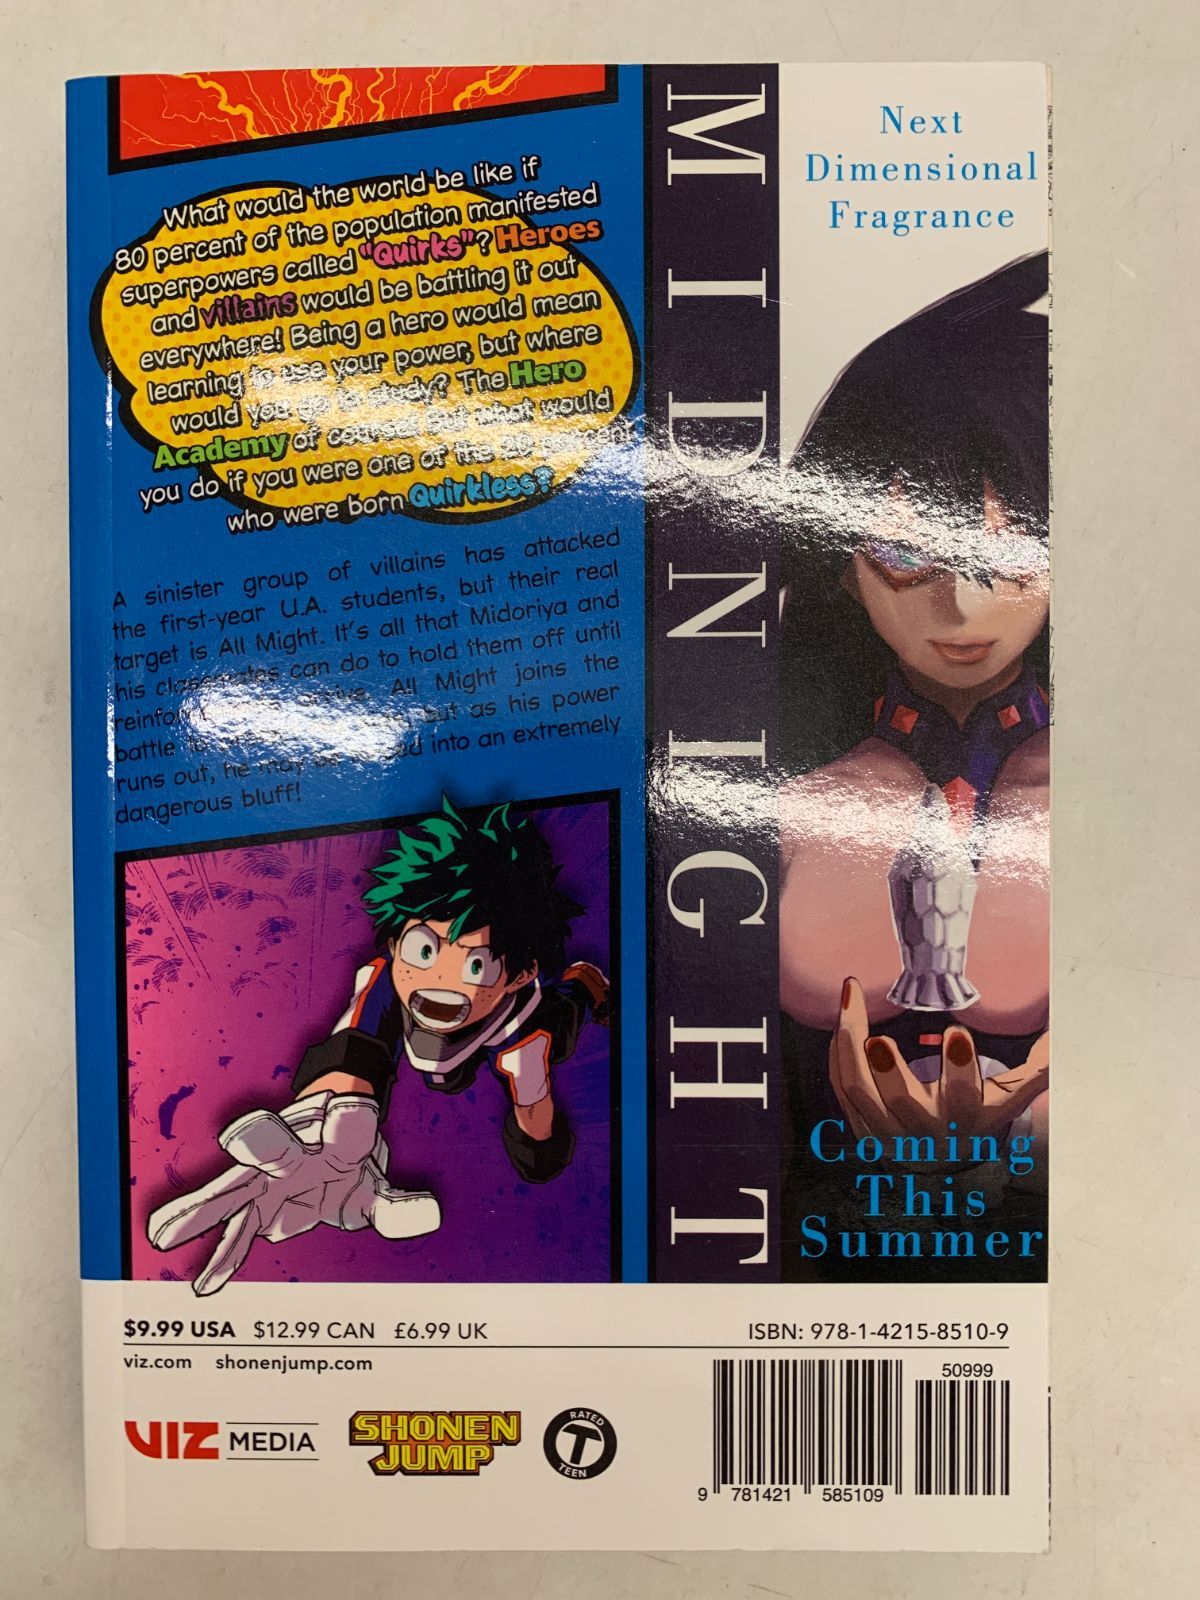 What would the world be like if
80 percent of the population manifested
superpowers called "Quirks"? Heroes
and villains would be battling it out
everywhere! Being a hero would mean
learning to use your power, but where
would you go to study? The Hero
Academy of course! But what would
you do if you were one of the 20 percent
who were born Quirkless?
A sinister group of villains has attacked
the first-year U.A. students, but their real
target is All Might. It's all that Midoriya and
his classmates can do to hold them off until
arrive. All Might joins the
battle to but as his power
runs out, he may be into an extremely
dangerous bluff!
MIDNIGHT
Next
Dimensional
Fragrance
Coming
This
Summer
$9.99 USA $12.99 CAN £6.99 UK
ISBN: 978-1-4215-8510-9
viz.com shonenjump.com
50999
VIZ MEDIA
SHONEN
JUMP
RATED
T
TEEN
9 781421 585109